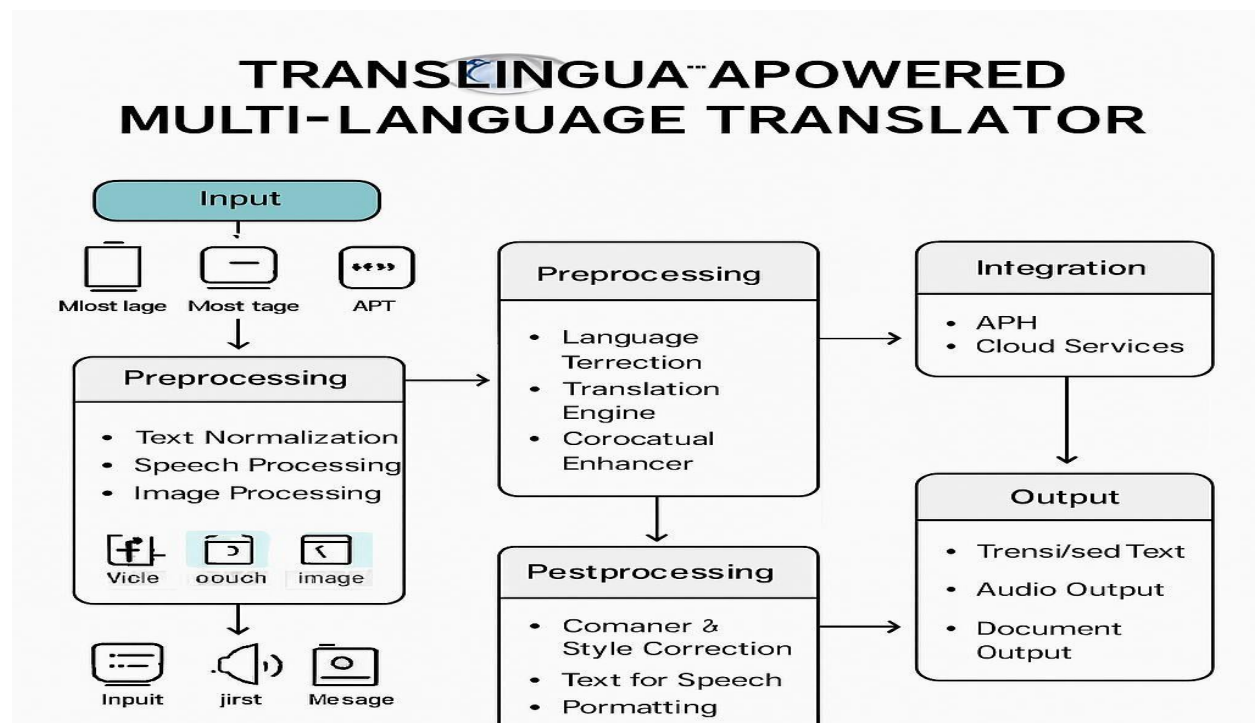 TRANSLINGUA···APOWERED
MULTI-LANGUAGE TRANSLATOR
Input
Mlost lage
Most tage
APT
Preprocessing
• Text Normalization
• Speech Processing
• Image Processing
Vicle
oouch
image
Inpuit
jirst
Mesage
Preprocessing
• Language
Terrection
• Translation
Engine
• Corocatual
Enhancer
Pestprocessing
• Comaner &
Style Correction
• Text for Speech
• Pormatting
Integration
• APH
• Cloud Services
Output
• Trensi/sed Text
• Audio Output
• Document
Output